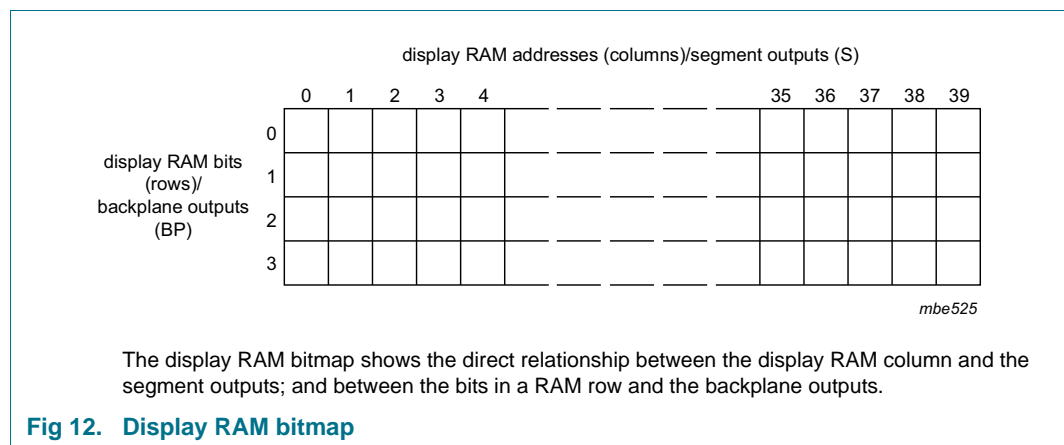 display RAM addresses (columns)/segment outputs (S)
0 1 2 3 4 35 36 37 38 39
0
display RAM bits
(rows)/
backplane outputs
(BP)
1
2
3
mbe525
The display RAM bitmap shows the direct relationship between the display RAM column and the
segment outputs; and between the bits in a RAM row and the backplane outputs.
Fig 12. Display RAM bitmap